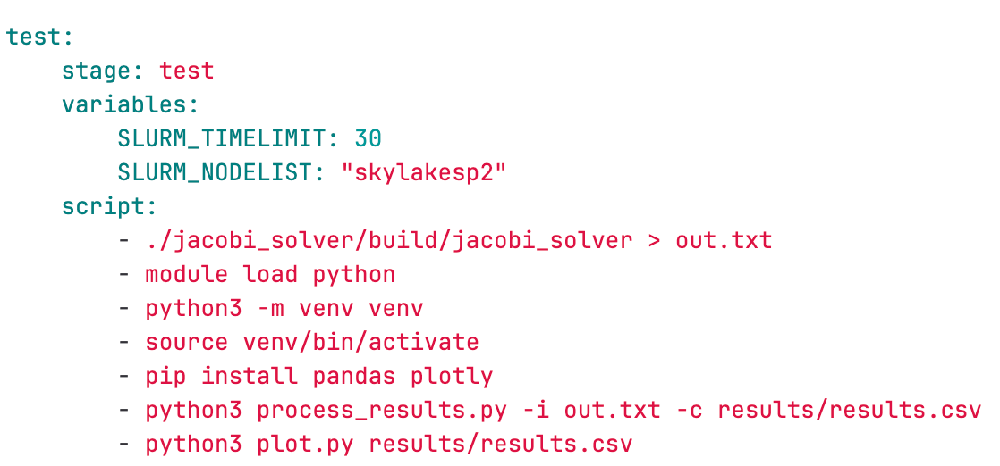 test:
    stage: test
    variables:
        SLURM_TIMELIMIT: 30
        SLURM_NODELIST: "skylakesp2"
    script:
        - ./jacobi_solver/build/jacobi_solver > out.txt
        - module load python
        - python3 -m venv venv
        - source venv/bin/activate
        - pip install pandas plotly
        - python3 process_results.py -i out.txt -c results/results.csv
        - python3 plot.py results/results.csv